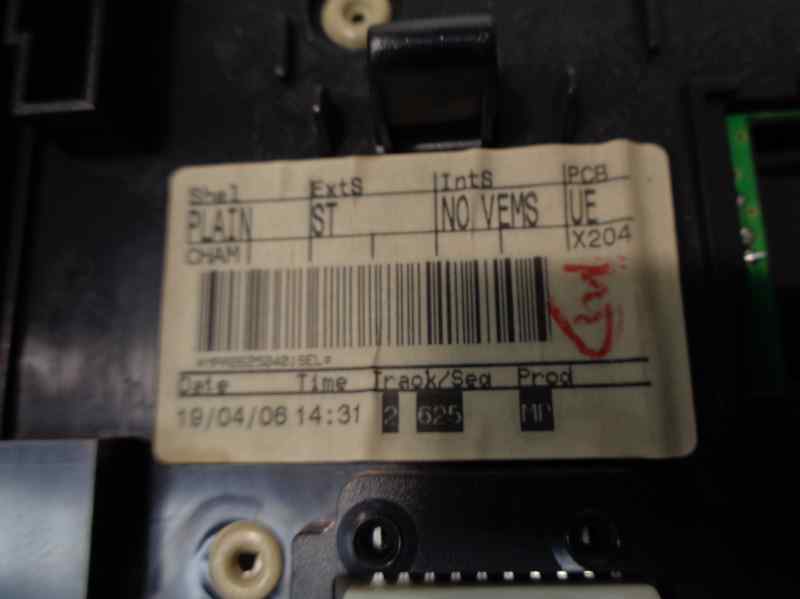 Shel ExtS IntS PCB
PLAIN ST NO VEMS UE
CHAM X204
Date Time Track/Seq Prod
19/04/06 14:31 2 625 MP